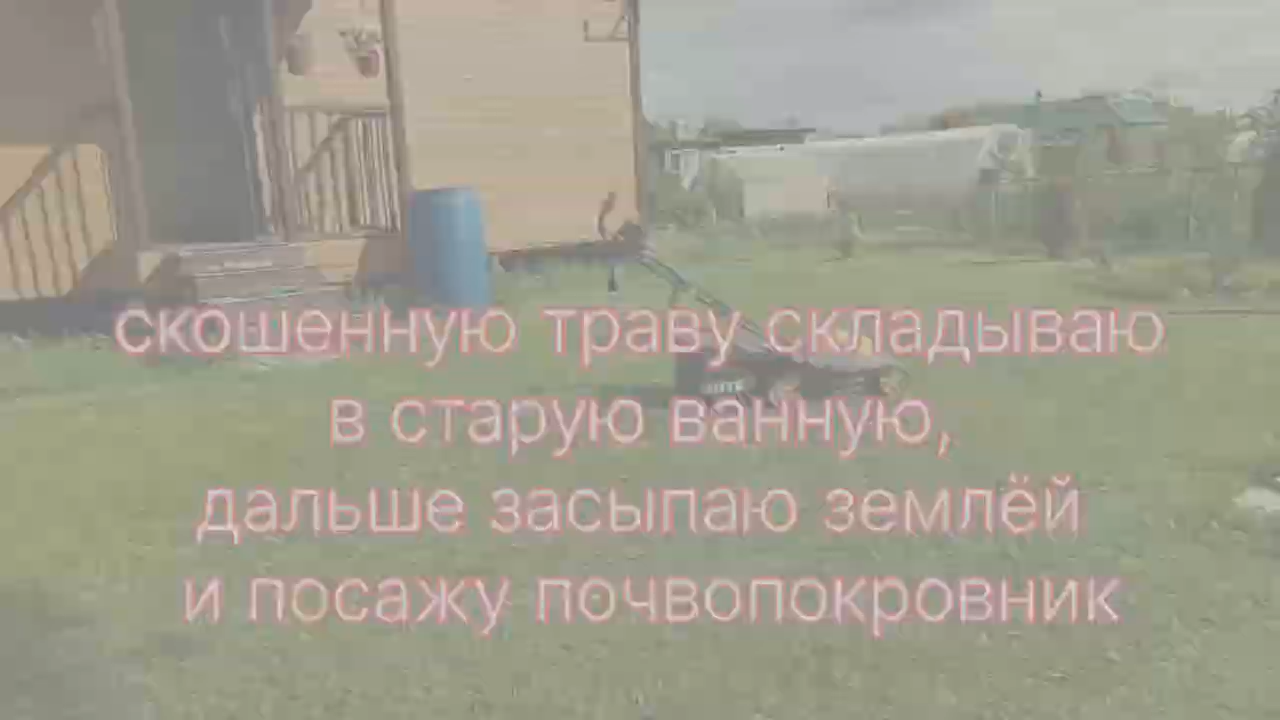 скошенную траву складываю
в старую ванную,
дальше засыпаю землёй
и посажу почвопокровник